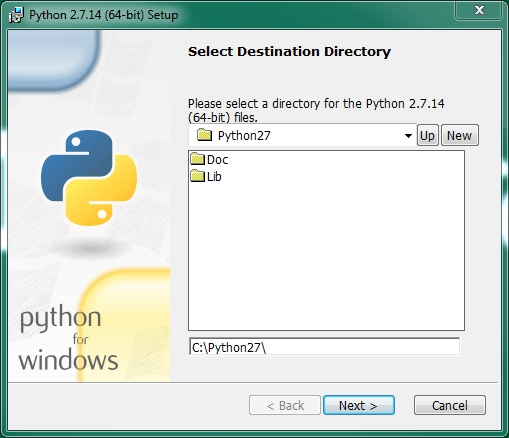 Python 2.7.14 (64-bit) Setup
X
Select Destination Directory
Please select a directory for the Python 2.7.14
(64-bit) files.
Python27
Up
New
Doc
Lib
C:\Python27\
python
for
windows
< Back
Next >
Cancel